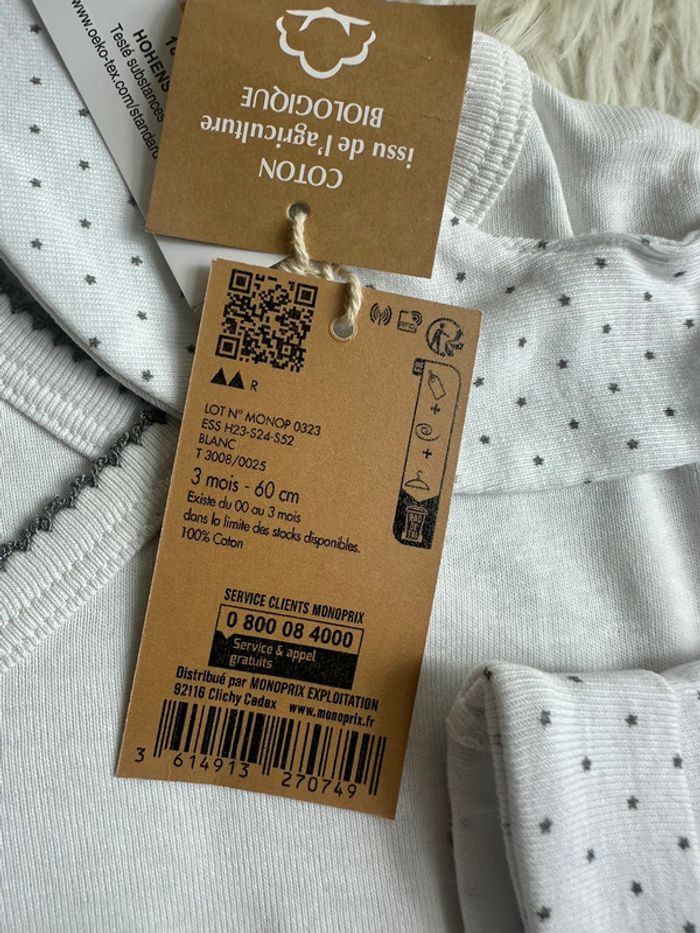 www.oeko-tex.com/standard
Testé substances
HOHENS
COTON
issu de l'agriculture
BIOLOGIQUE
R
LOT N° MONOP 0323
ESS H23-S24-S52
BLANC
T 3008/0025
3 mois - 60 cm
Existe du 00 au 3 mois
dans la limite des stocks disponibles.
100% Coton
BAC
DE
TRI
SERVICE CLIENTS MONOPRIX
0 800 08 4000
Service & appel
gratuits
Distribué par MONOPRIX EXPLOITATION
92116 Clichy Cedex www.monoprix.fr
3 614913 270749